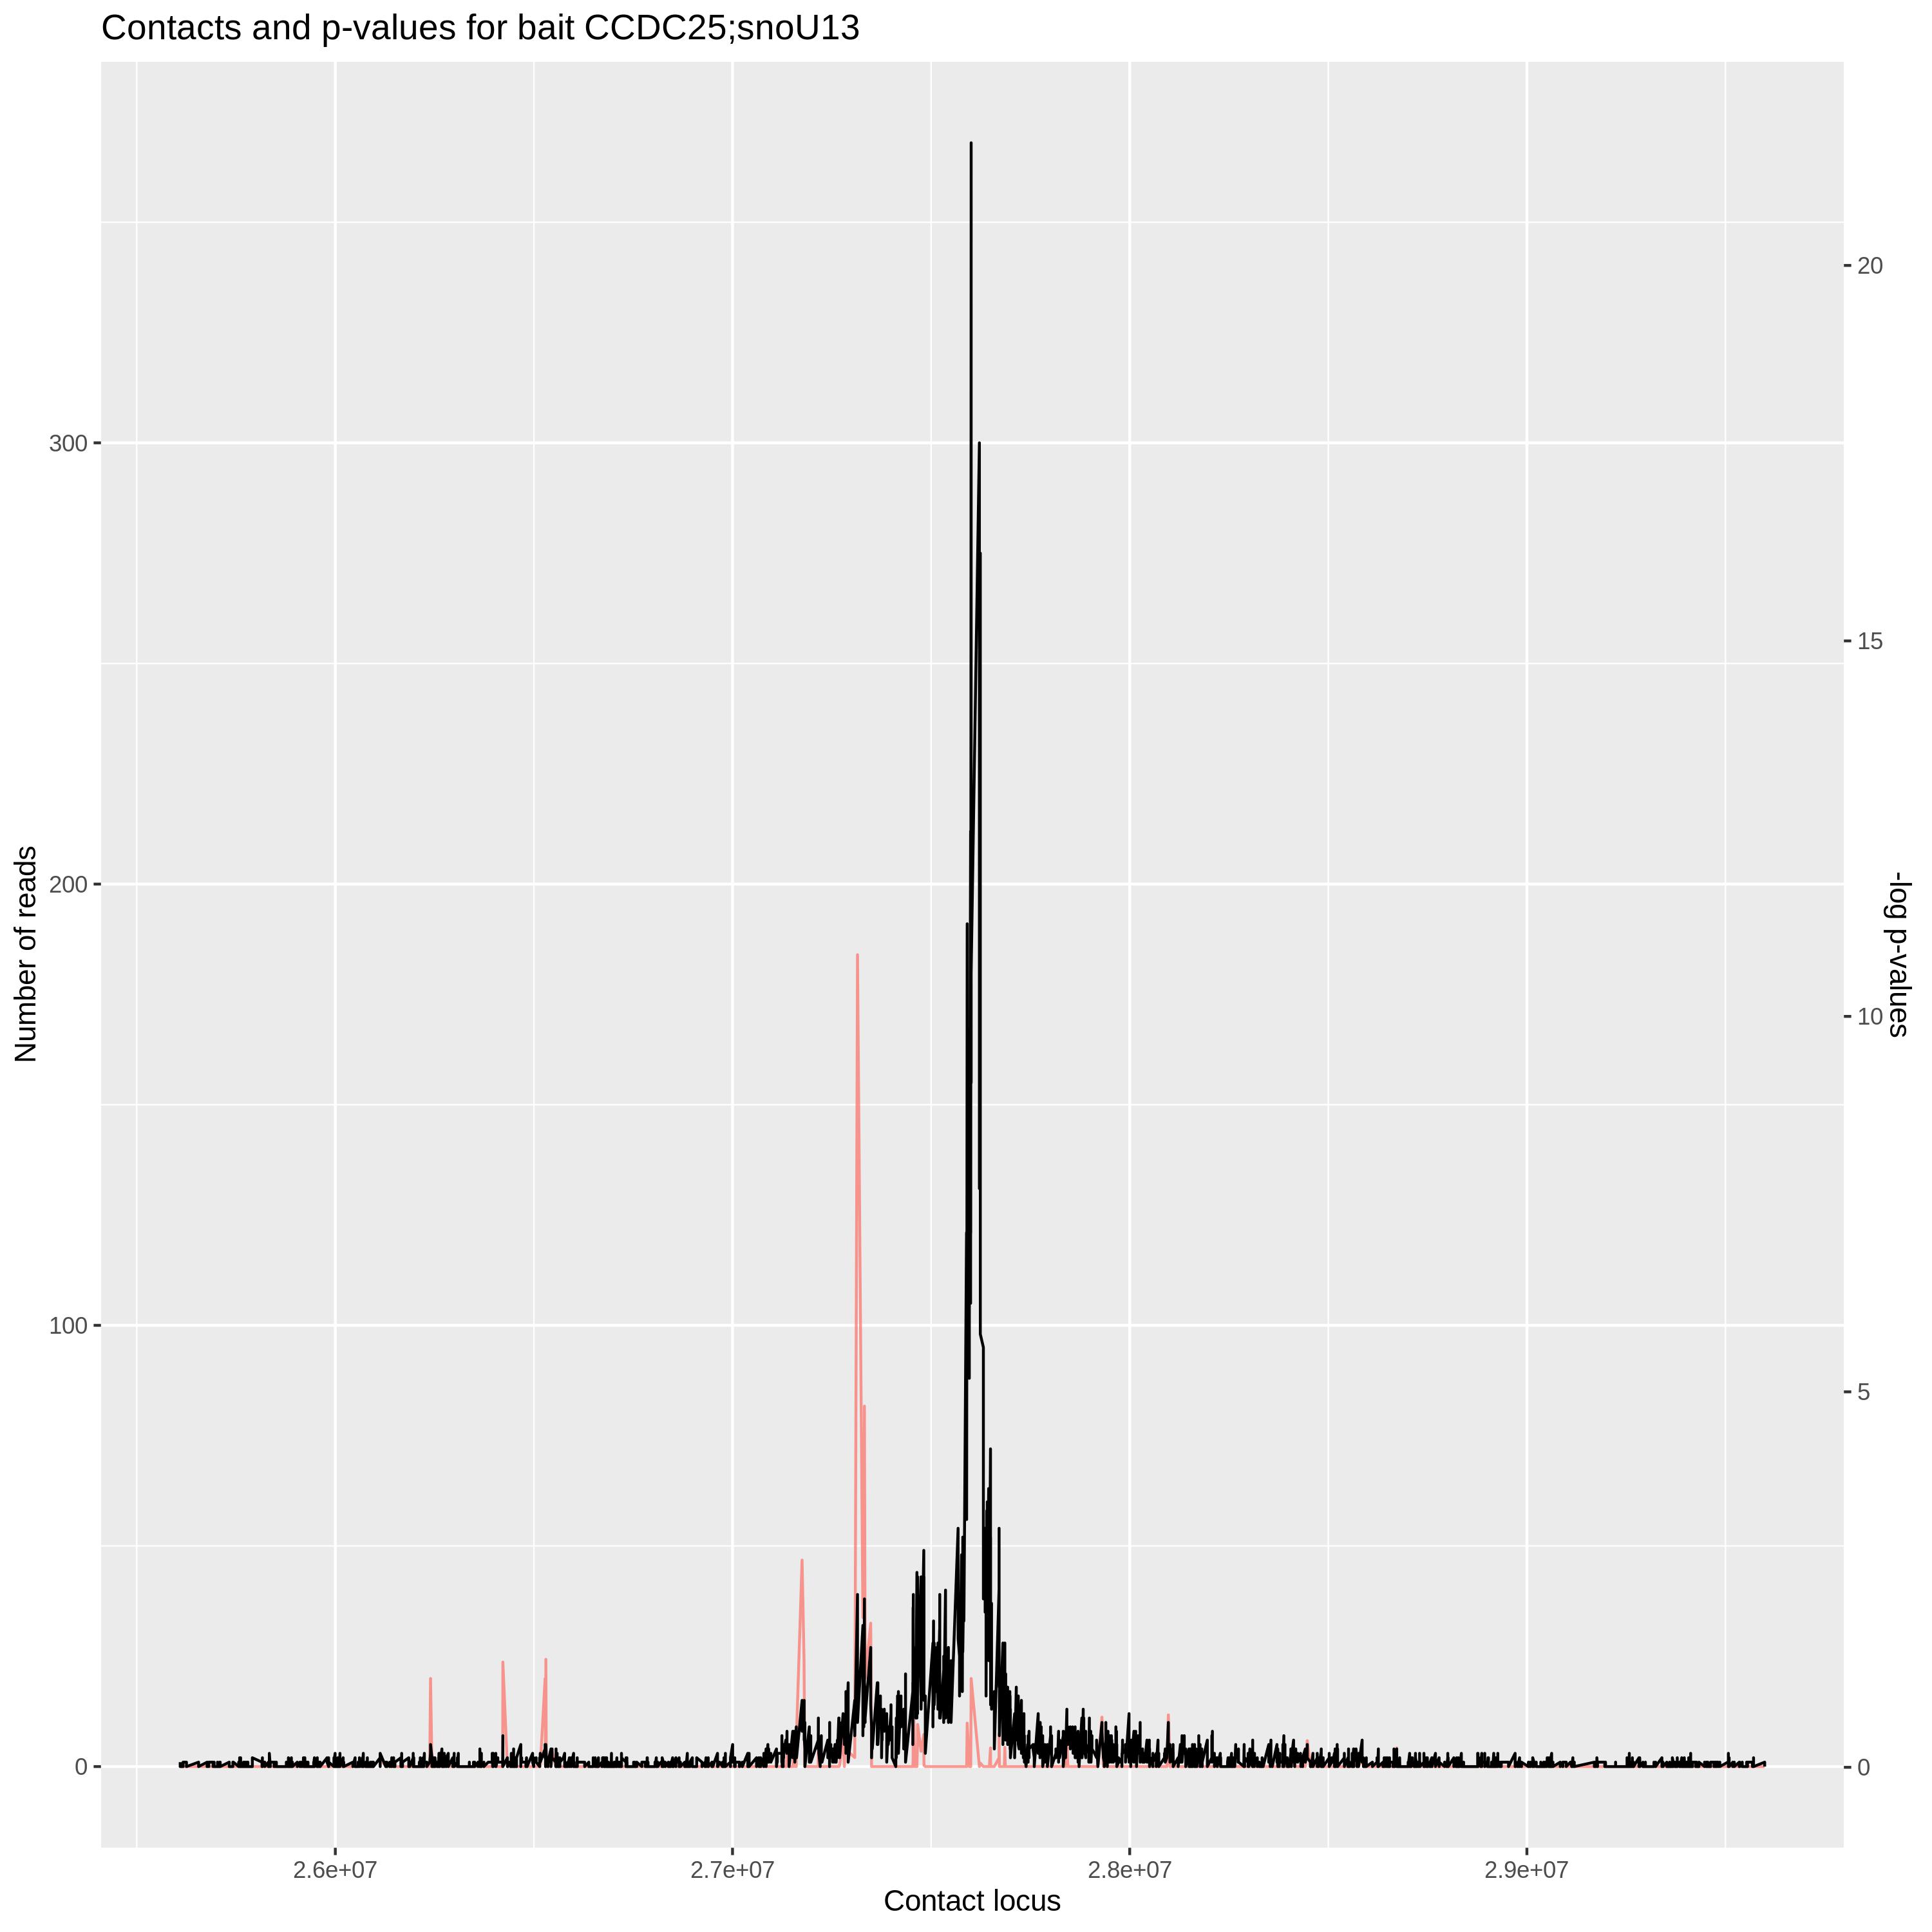 Contacts and p-values for bait CCDC25;snoU13
Number of reads
300
200
100
0
20
15
10
5
0
-log p-values
2.6e+07
2.7e+07
2.8e+07
2.9e+07
Contact locus